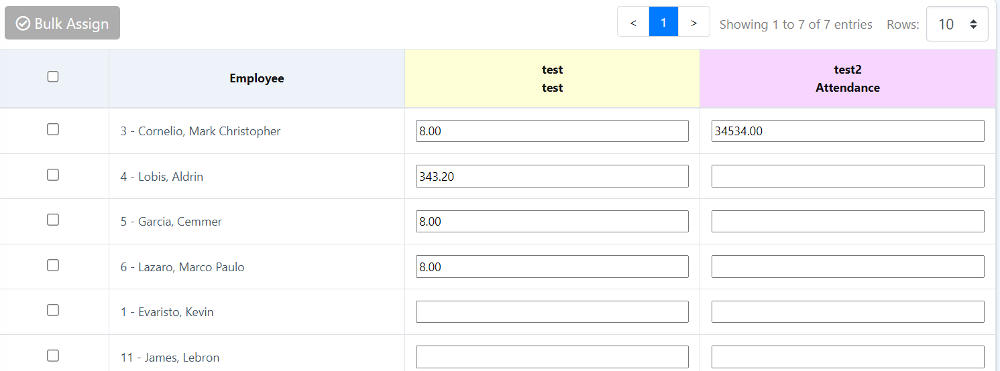 Bulk Assign
< 1 > Showing 1 to 7 of 7 entries Rows: 10
Employee
test
test
test2
Attendance
3 - Cornelio, Mark Christopher 8.00 34534.00
4 - Lobis, Aldrin 343.20
5 - Garcia, Cemmer 8.00
6 - Lazaro, Marco Paulo 8.00
1 - Evaristo, Kevin
11 - James, Lebron